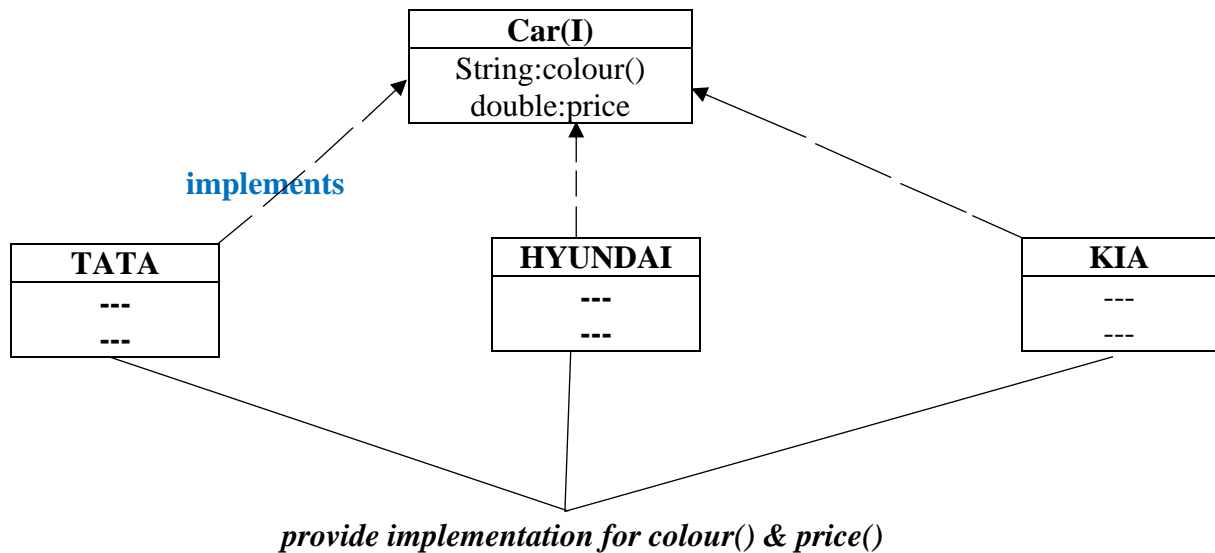 Car(I)
String:colour()
double:price
implements
TATA
---
---
HYUNDAI
---
---
KIA
---
---
provide implementation for colour() & price()